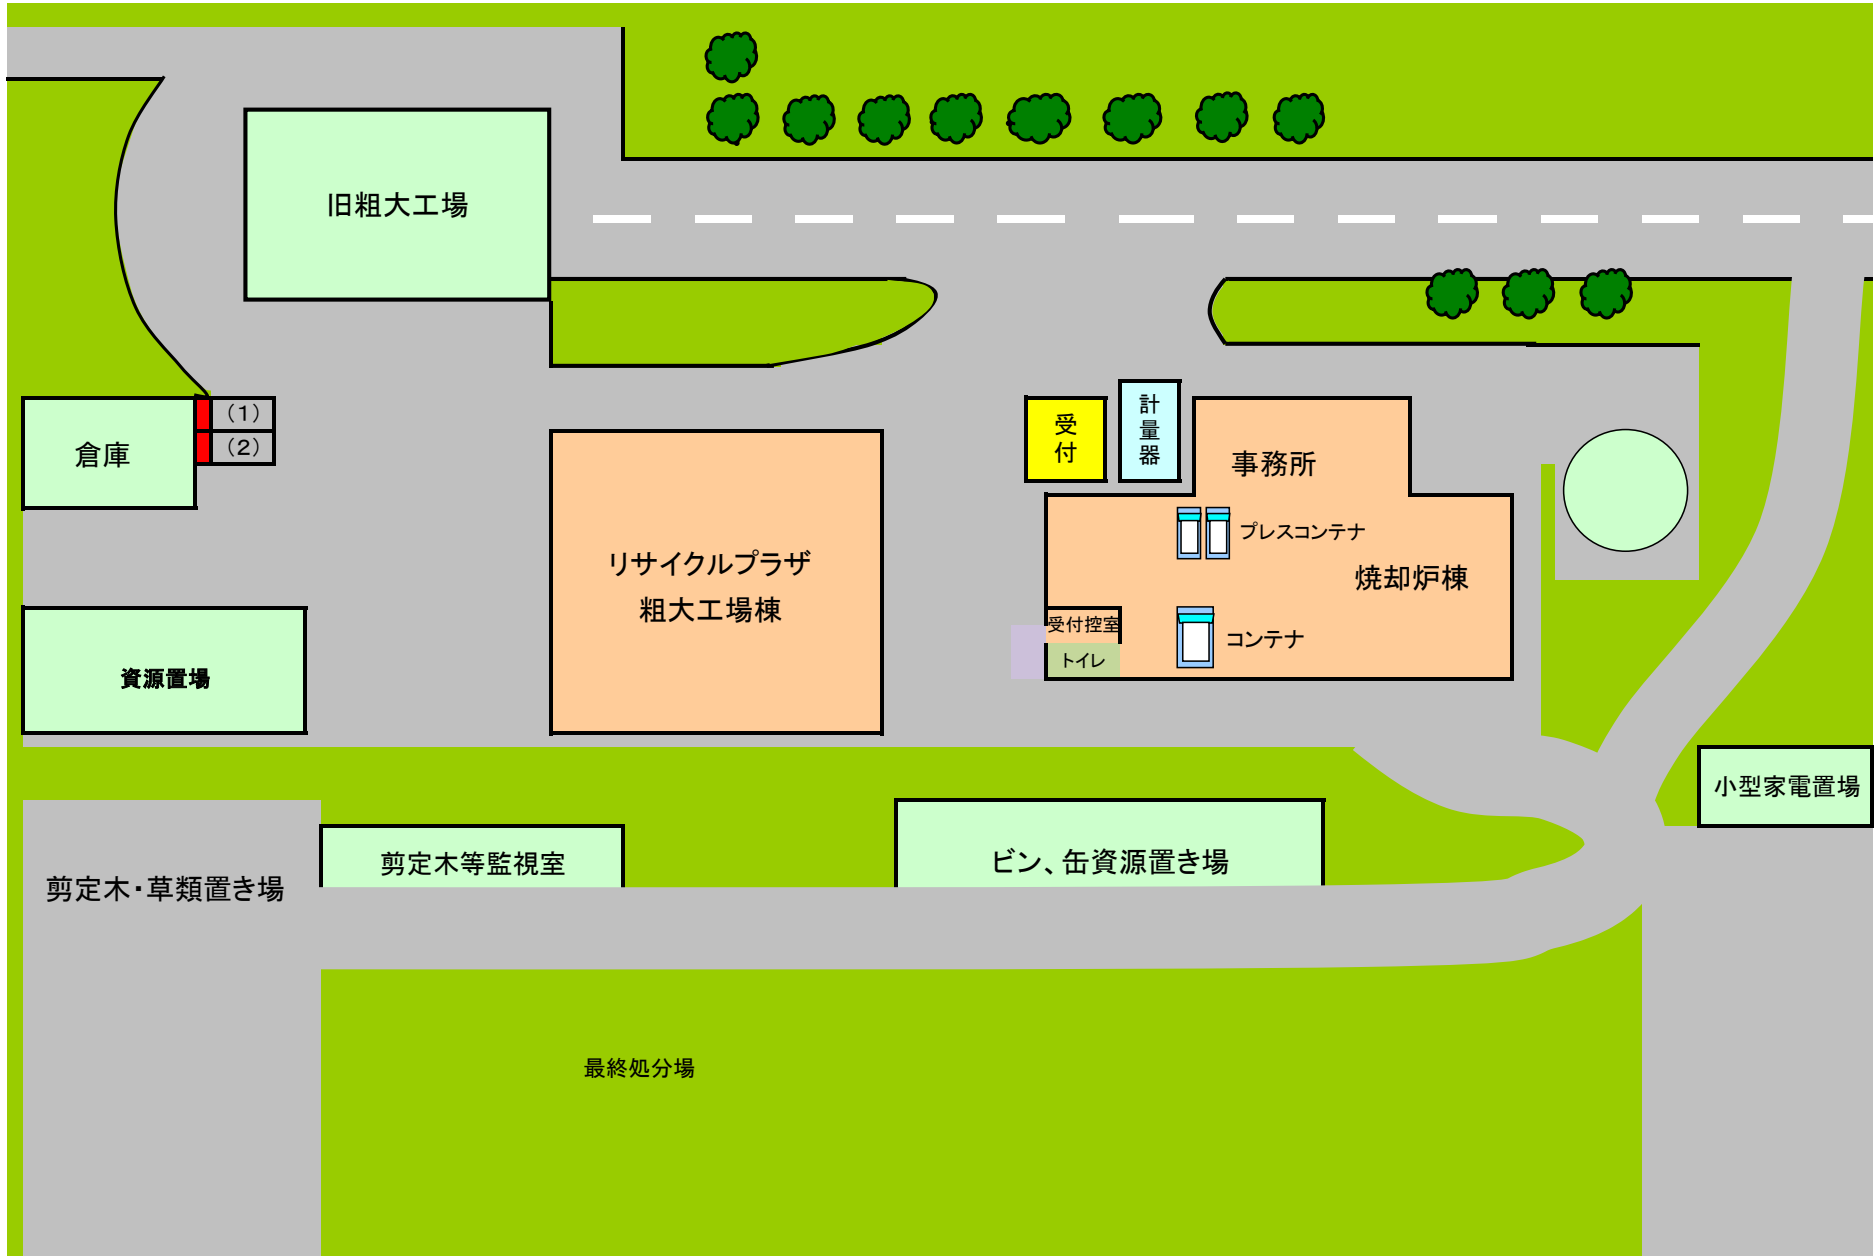 旧粗大工場
倉庫
（1）
（2）
受付
計量器
事務所
プレスコンテナ
焼却炉棟
リサイクルプラザ
粗大工場棟
受付控室
トイレ
コンテナ
資源置場
小型家電置場
剪定木・草類置き場
剪定木等監視室
ビン、缶資源置き場
最終処分場